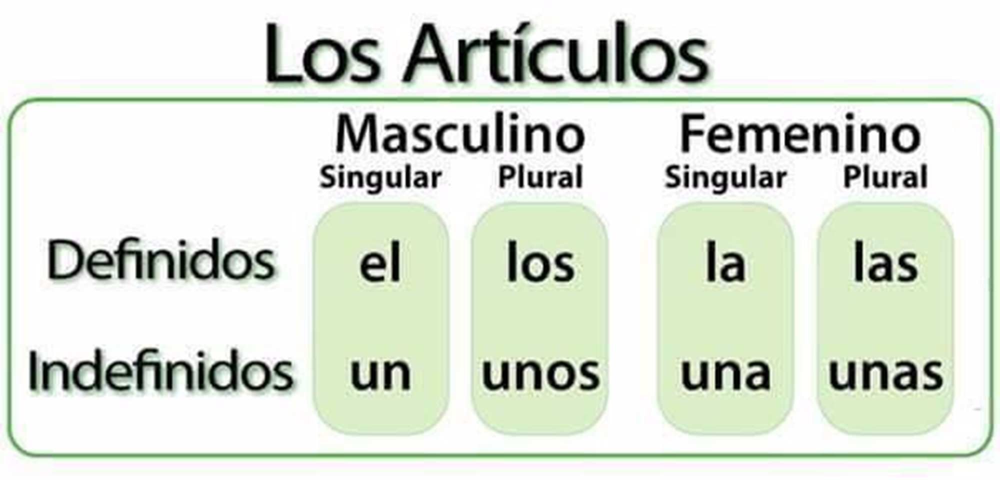 Los Artículos
Masculino Femenino
Singular Plural Singular Plural
Definidos el los la las
Indefinidos un unos una unas